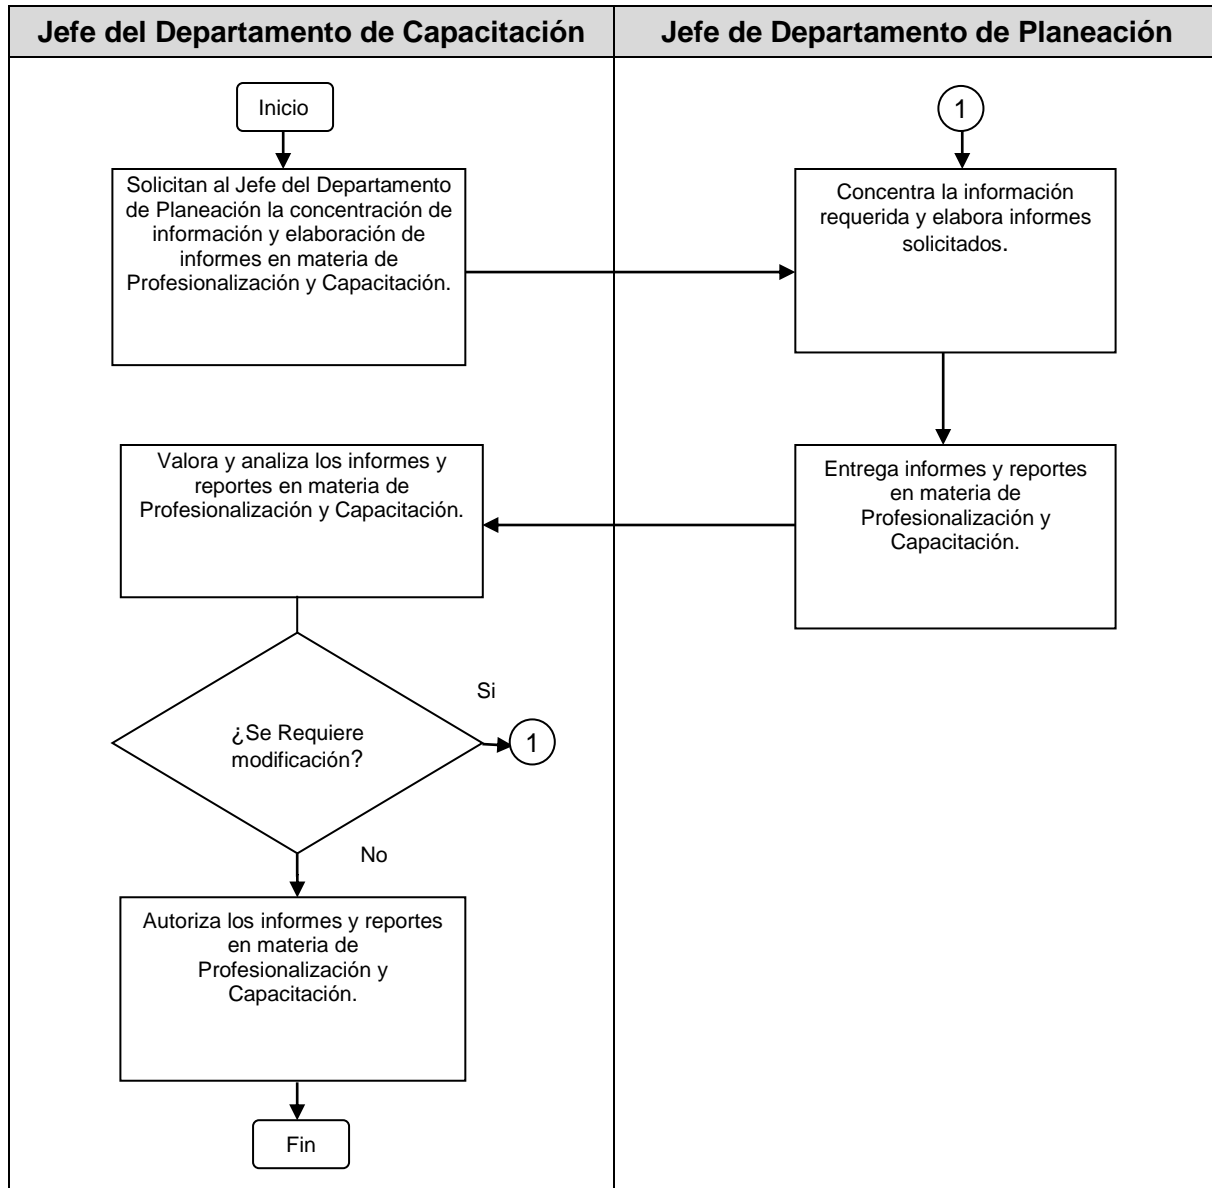 Jefe del Departamento de Capacitación
Jefe de Departamento de Planeación
Inicio
1
Solicitan al Jefe del Departamento
de Planeación la concentración de
información y elaboración de
informes en materia de
Profesionalización y Capacitación.
Concentra la información
requerida y elabora informes
solicitados.
Valora y analiza los informes y
reportes en materia de
Profesionalización y Capacitación.
Entrega informes y reportes
en materia de
Profesionalización y
Capacitación.
Si
¿Se Requiere
modificación?
1
No
Autoriza los informes y reportes
en materia de
Profesionalización y
Capacitación.
Fin